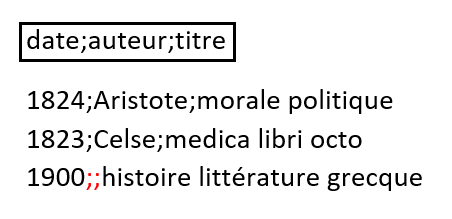 date;auteur;titre
1824;Aristote;morale politique
1823;Celse;medica libri octo
1900;;histoire littérature grecque